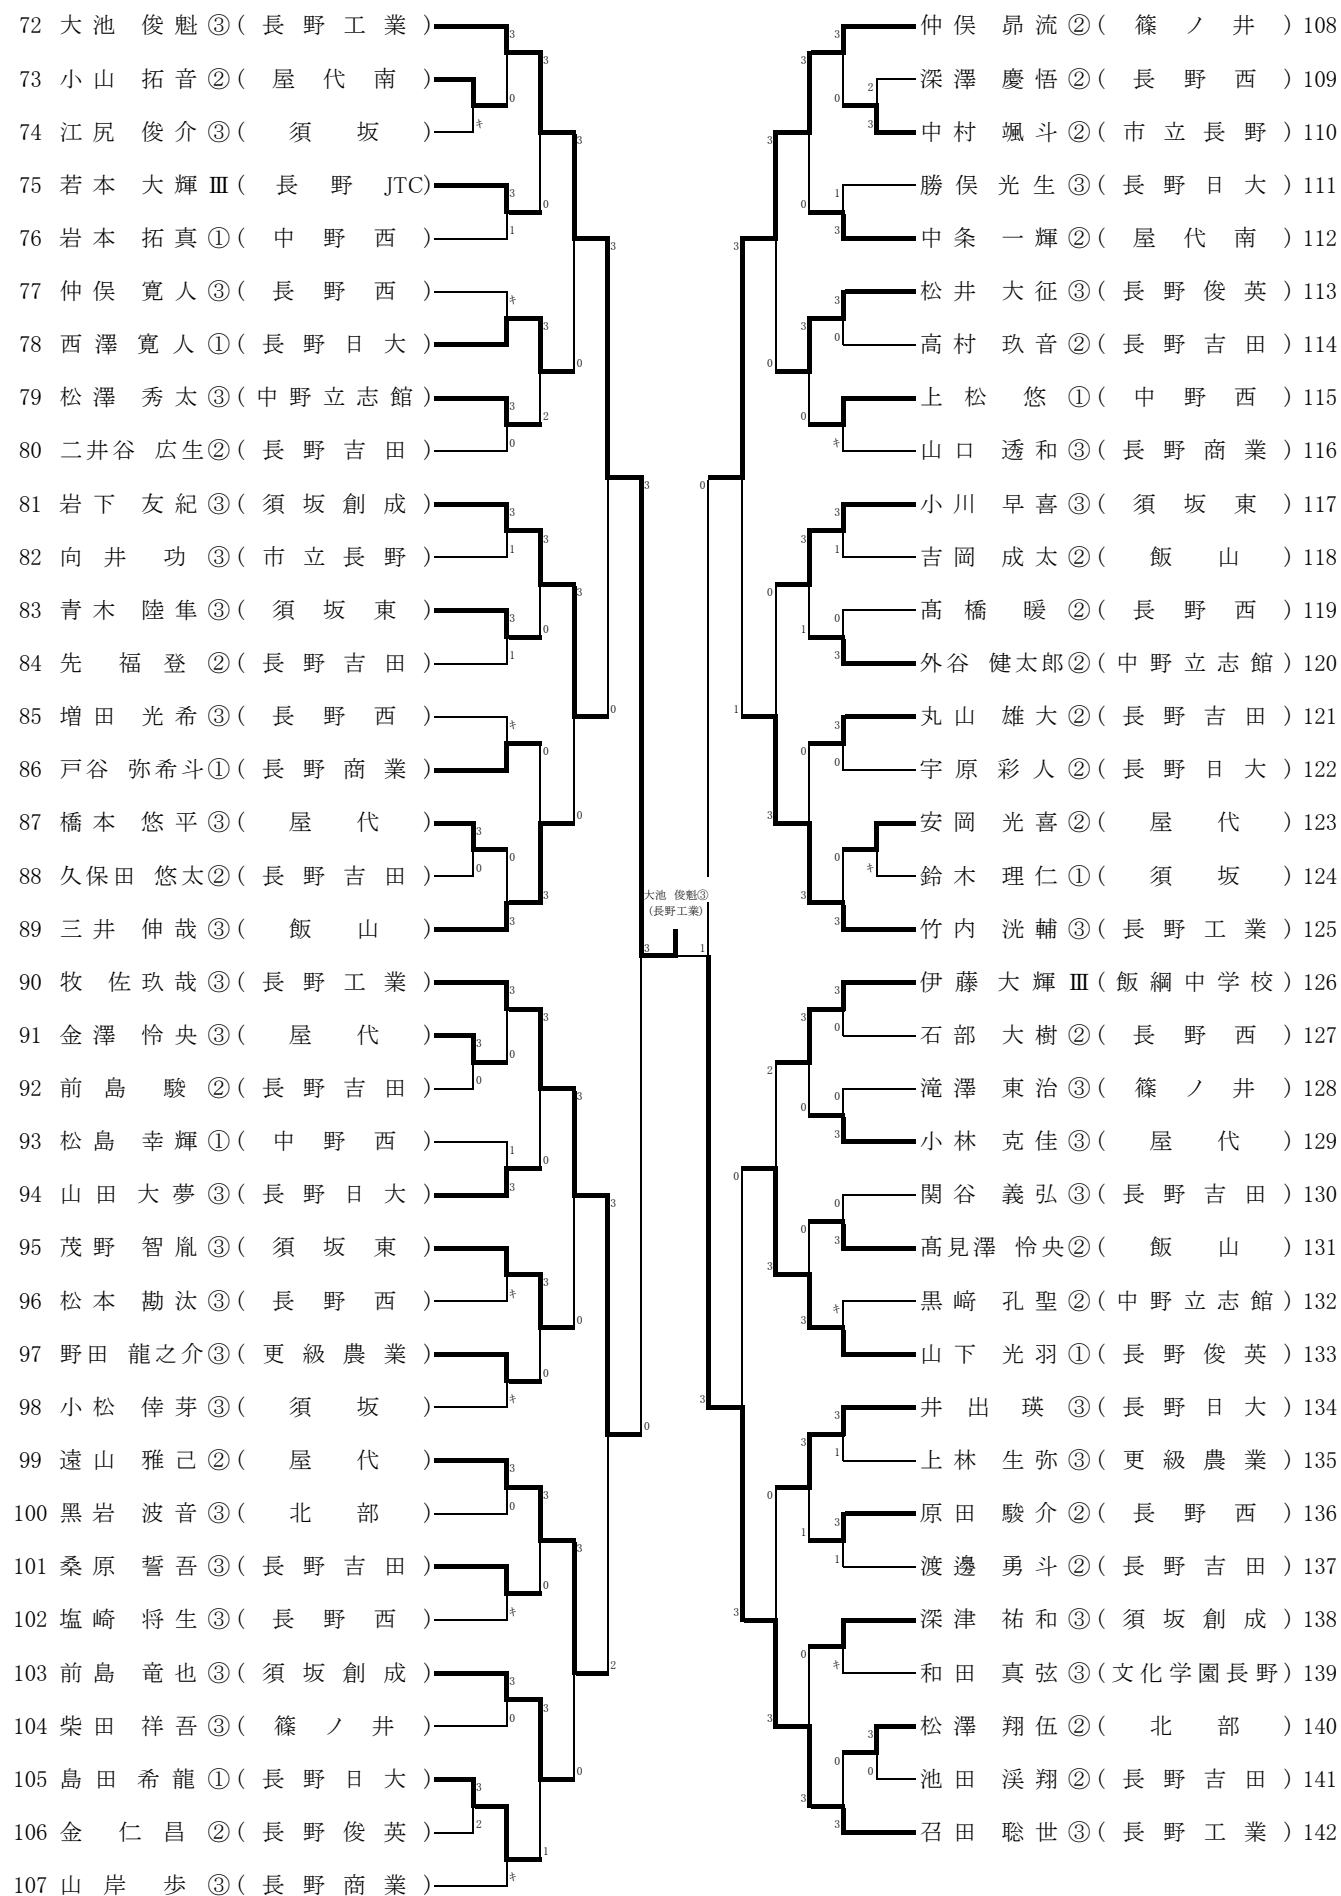 72 大池 俊魁 ③ ( 長野工業 )
73 小山 拓音 ② ( 屋代南 )
74 江尻 俊介 ③ ( 須坂 )
75 若本 大輝 Ⅲ ( 長野 JTC)
76 岩本 拓真 ① ( 中野西 )
77 仲俣 寛人 ③ ( 長野西 )
78 西澤 寛人 ① ( 長野日大 )
79 松澤 秀太 ③ ( 中野立志館 )
80 二井谷 広生 ② ( 長野吉田 )
81 岩下 友紀 ③ ( 須坂創成 )
82 向井 功 ③ ( 市立長野 )
83 青木 陸隼 ③ ( 須坂東 )
84 先 福登 ② ( 長野吉田 )
85 増田 光希 ③ ( 長野西 )
86 戸谷 弥希斗 ① ( 長野商業 )
87 橋本 悠平 ③ ( 屋代 )
88 久保田 悠太 ② ( 長野吉田 )
89 三井 伸哉 ③ ( 飯山 )
90 牧 佐玖哉 ③ ( 長野工業 )
91 金澤 怜央 ③ ( 屋代 )
92 前島 駿 ② ( 長野吉田 )
93 松島 幸輝 ① ( 中野西 )
94 山田 大夢 ③ ( 長野日大 )
95 茂野 智胤 ③ ( 須坂東 )
96 松本 勘汰 ③ ( 長野西 )
97 野田 龍之介 ③ ( 更級農業 )
98 小松 倖芽 ③ ( 須坂 )
99 遠山 雅己 ② ( 屋代 )
100 黒岩 波音 ③ ( 北部 )
101 桑原 誓吾 ③ ( 長野吉田 )
102 塩崎 将生 ③ ( 長野西 )
103 前島 竜也 ③ ( 須坂創成 )
104 柴田 祥吾 ③ ( 篠ノ井 )
105 島田 希龍 ① ( 長野日大 )
106 金 仁昌 ② ( 長野俊英 )
107 山岸 歩 ③ ( 長野商業 )
大池 俊魁③
(長野工業)
仲俣 昴流 ② ( 篠ノ井 ) 108
深澤 慶悟 ② ( 長野西 ) 109
中村 颯斗 ② ( 市立長野 ) 110
勝俣 光生 ③ ( 長野日大 ) 111
中条 一輝 ② ( 屋代南 ) 112
松井 大征 ③ ( 長野俊英 ) 113
高村 玖音 ② ( 長野吉田 ) 114
上松 悠 ① ( 中野西 ) 115
山口 透和 ③ ( 長野商業 ) 116
小川 早喜 ③ ( 須坂東 ) 117
吉岡 成太 ② ( 飯山 ) 118
髙橋 暖 ② ( 長野西 ) 119
外谷 健太郎 ② ( 中野立志館 ) 120
丸山 雄大 ② ( 長野吉田 ) 121
宇原 彩人 ② ( 長野日大 ) 122
安岡 光喜 ② ( 屋代 ) 123
鈴木 理仁 ① ( 須坂 ) 124
竹内 洸輔 ③ ( 長野工業 ) 125
伊藤 大輝 Ⅲ ( 飯綱中学校 ) 126
石部 大樹 ② ( 長野西 ) 127
滝澤 東治 ③ ( 篠ノ井 ) 128
小林 克佳 ③ ( 屋代 ) 129
関谷 義弘 ③ ( 長野吉田 ) 130
髙見澤 怜央 ② ( 飯山 ) 131
黒﨑 孔聖 ② ( 中野立志館 ) 132
山下 光羽 ① ( 長野俊英 ) 133
井出 瑛 ③ ( 長野日大 ) 134
上林 生弥 ③ ( 更級農業 ) 135
原田 駿介 ② ( 長野西 ) 136
渡邊 勇斗 ② ( 長野吉田 ) 137
深津 祐和 ③ ( 須坂創成 ) 138
和田 真弦 ③ ( 文化学園長野 ) 139
松澤 翔伍 ② ( 北部 ) 140
池田 渓翔 ② ( 長野吉田 ) 141
召田 聡世 ③ ( 長野工業 ) 142